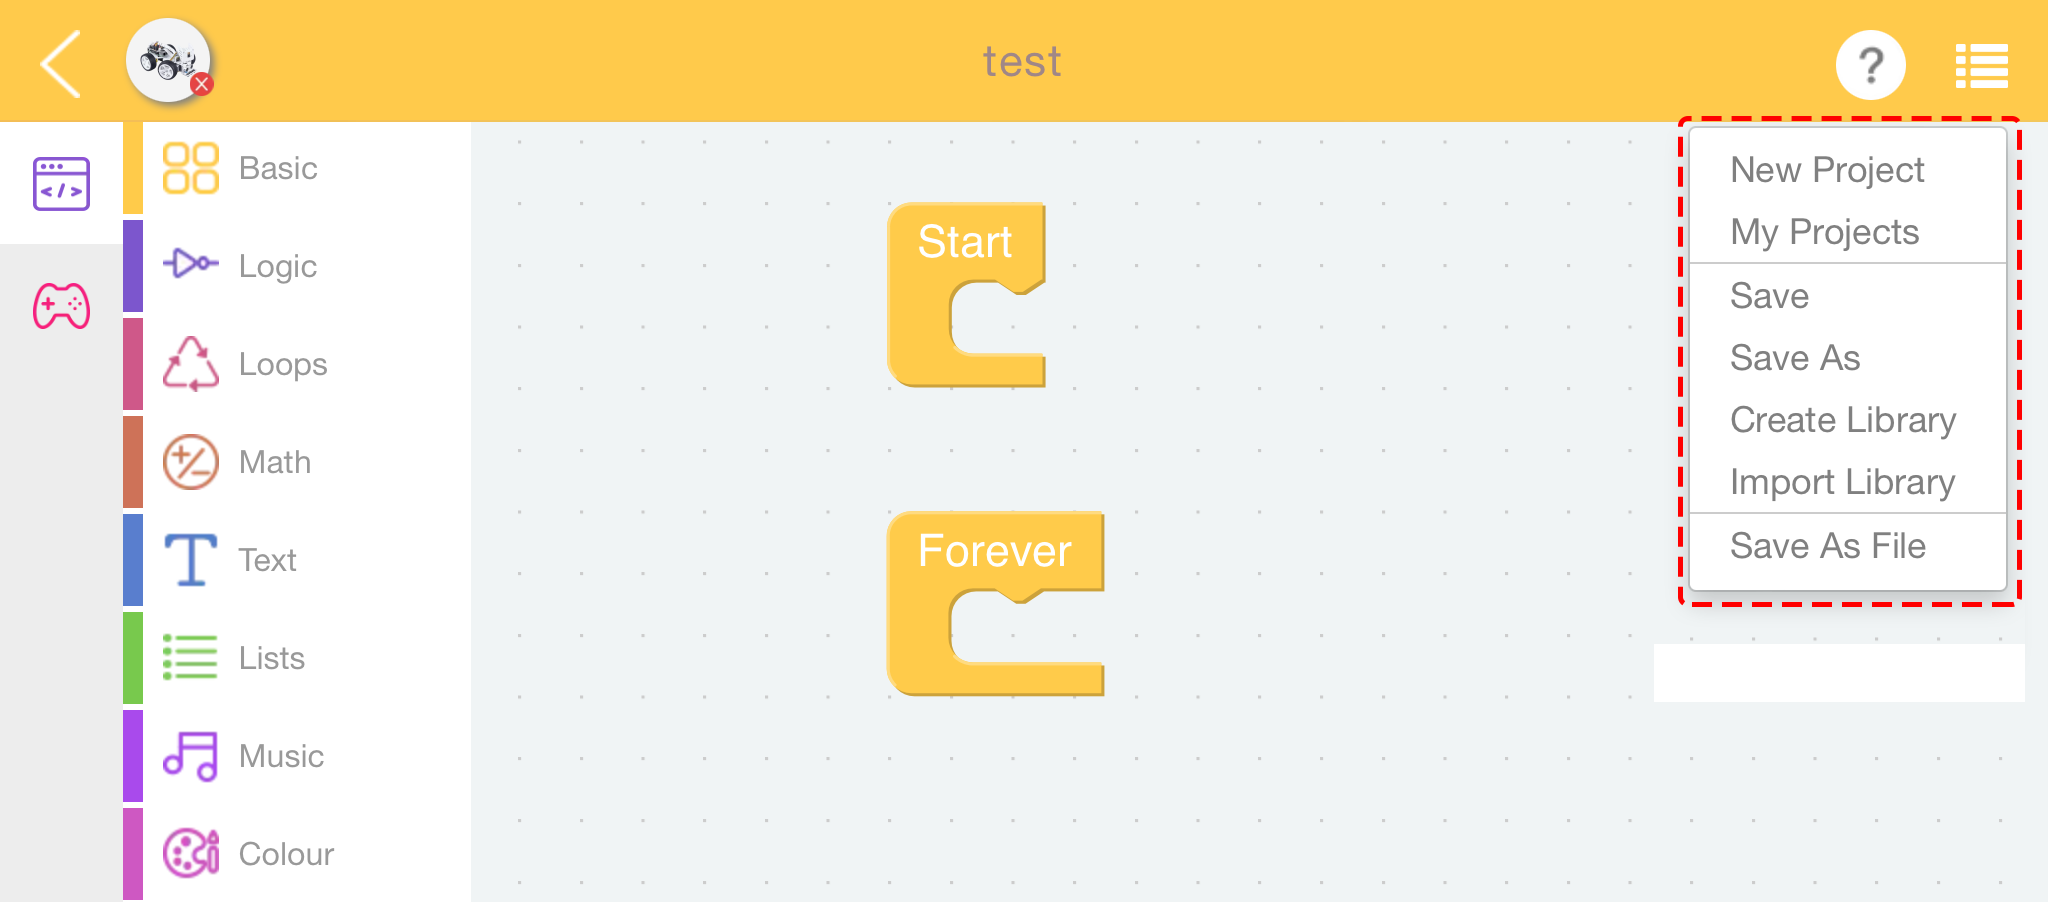 test
?
Basic
Logic
Loops
Math
Text
Lists
Music
Colour
Start
Forever
New Project
My Projects
Save
Save As
Create Library
Import Library
Save As File